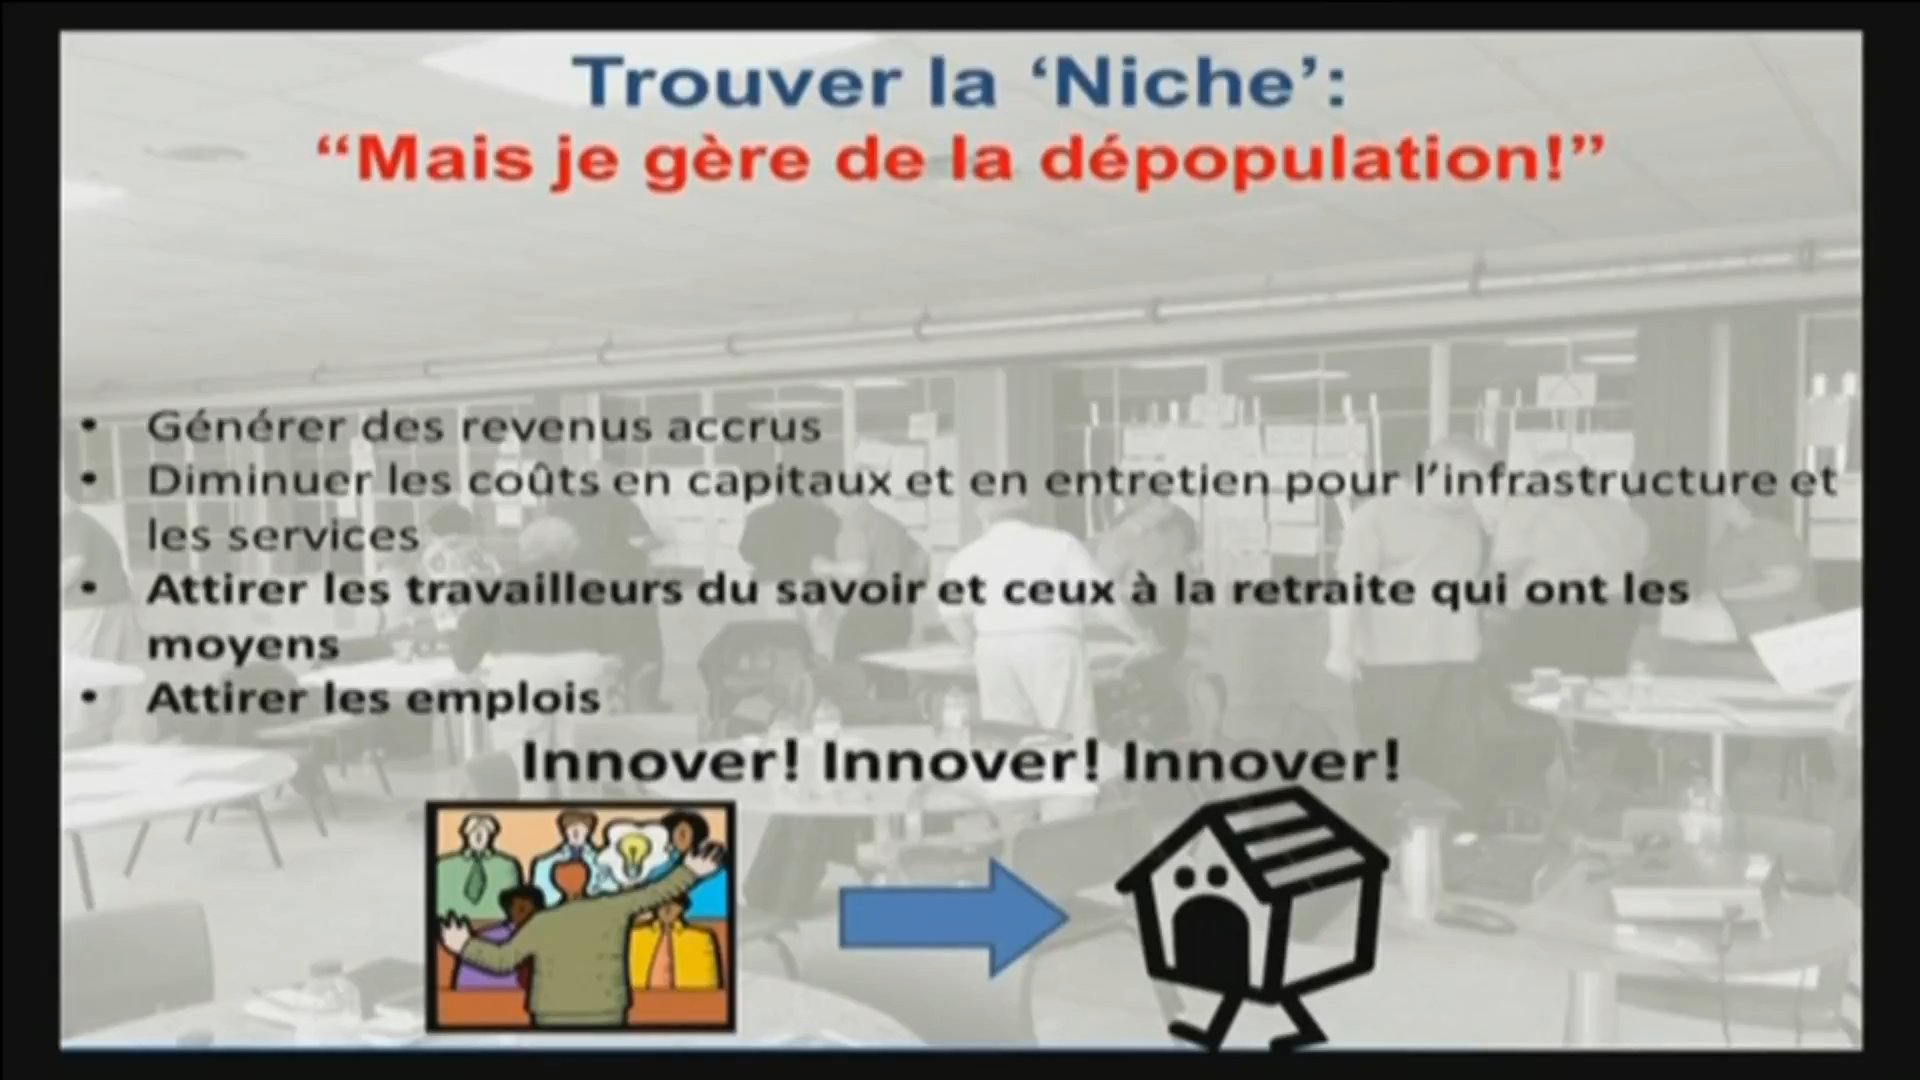 Trouver la ‘Niche’:
“Mais je gère de la dépopulation!”
• Générer des revenus accrus
• Diminuer les coûts en capitaux et en entretien pour l’infrastructure et
les services
• Attirer les travailleurs du savoir et ceux à la retraite qui ont les
moyens
• Attirer les emplois
Innover! Innover! Innover!